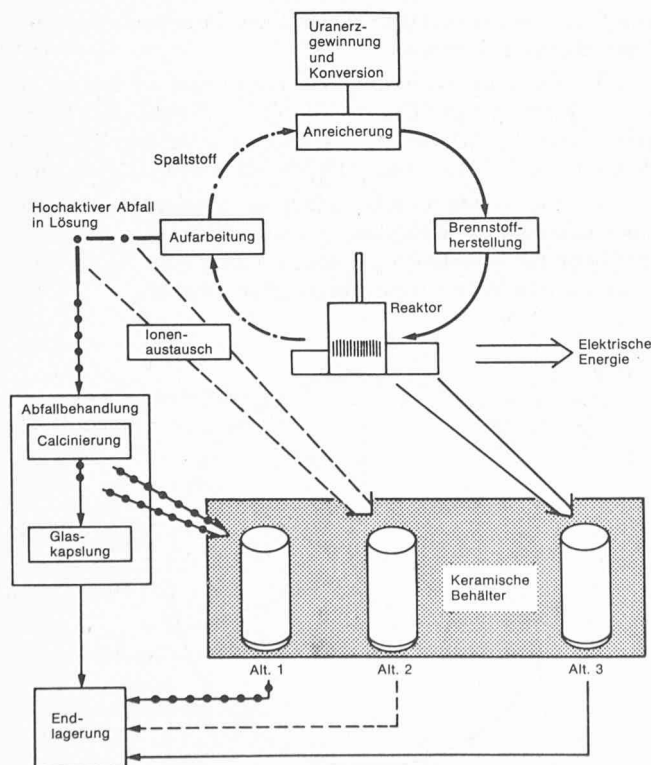 Uranerz-
gewinnung
und
Konversion
Anreicherung
Spaltstoff
Hochaktiver Abfall
in Lösung
Aufarbeitung
Brennstoff-
herstellung
Reaktor
Ionen-
austausch
Elektrische
Energie
Abfallbehandlung
Calcinierung
Glas-
kapslung
Keramische
Behälter
Alt. 1
Alt. 2
Alt. 3
End-
lagerung